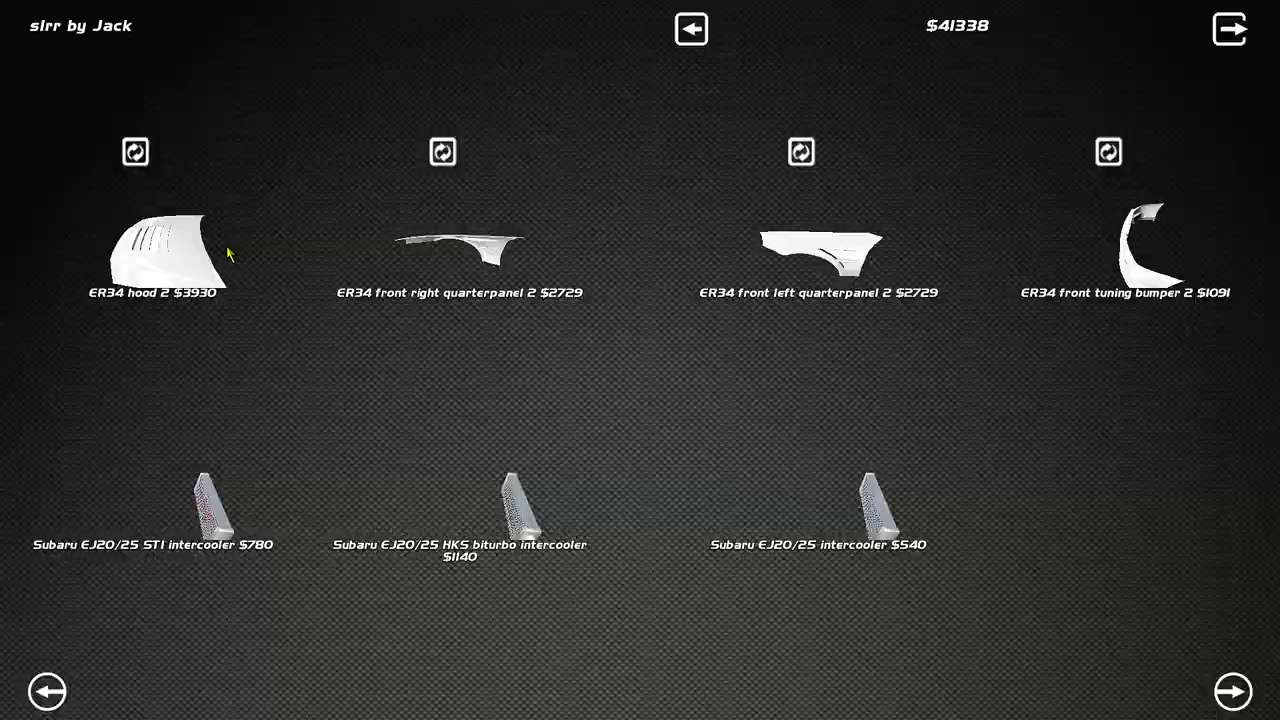 slrr by Jack
$41338
ER34 hood 2 $3930
ER34 front right quarterpanel 2 $2729
ER34 front left quarterpanel 2 $2729
ER34 front tuning bumper 2 $1091
Subaru EJ20/25 STI intercooler $780
Subaru EJ20/25 HKS biturbo intercooler
$1140
Subaru EJ20/25 intercooler $540